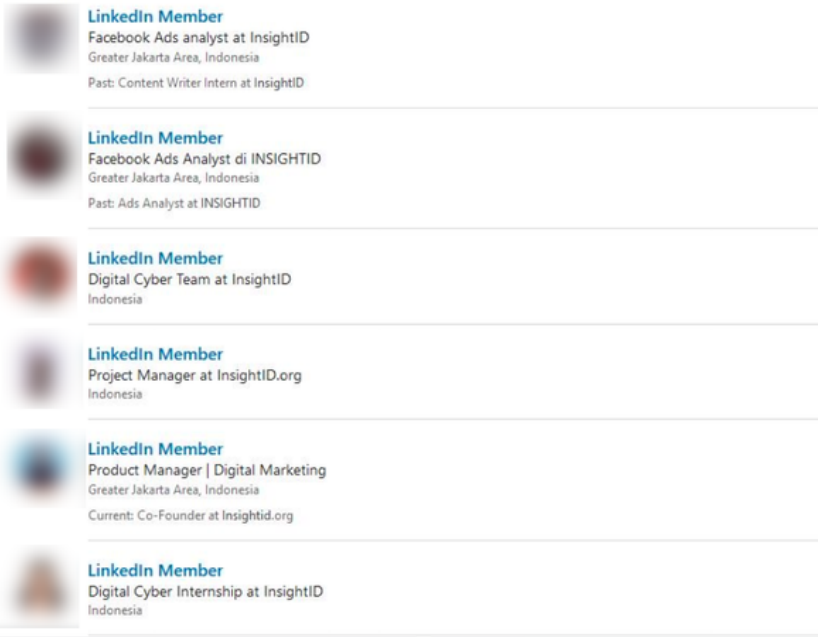 LinkedIn Member
Facebook Ads analyst at InsightID
Greater Jakarta Area, Indonesia
Past: Content Writer Intern at InsightID
LinkedIn Member
Facebook Ads Analyst di INSIGHTID
Greater Jakarta Area, Indonesia
Past: Ads Analyst at INSIGHTID
LinkedIn Member
Digital Cyber Team at InsightID
Indonesia
LinkedIn Member
Project Manager at InsightID.org
Indonesia
LinkedIn Member
Product Manager | Digital Marketing
Greater Jakarta Area, Indonesia
Current: Co-Founder at Insightid.org
LinkedIn Member
Digital Cyber Internship at InsightID
Indonesia